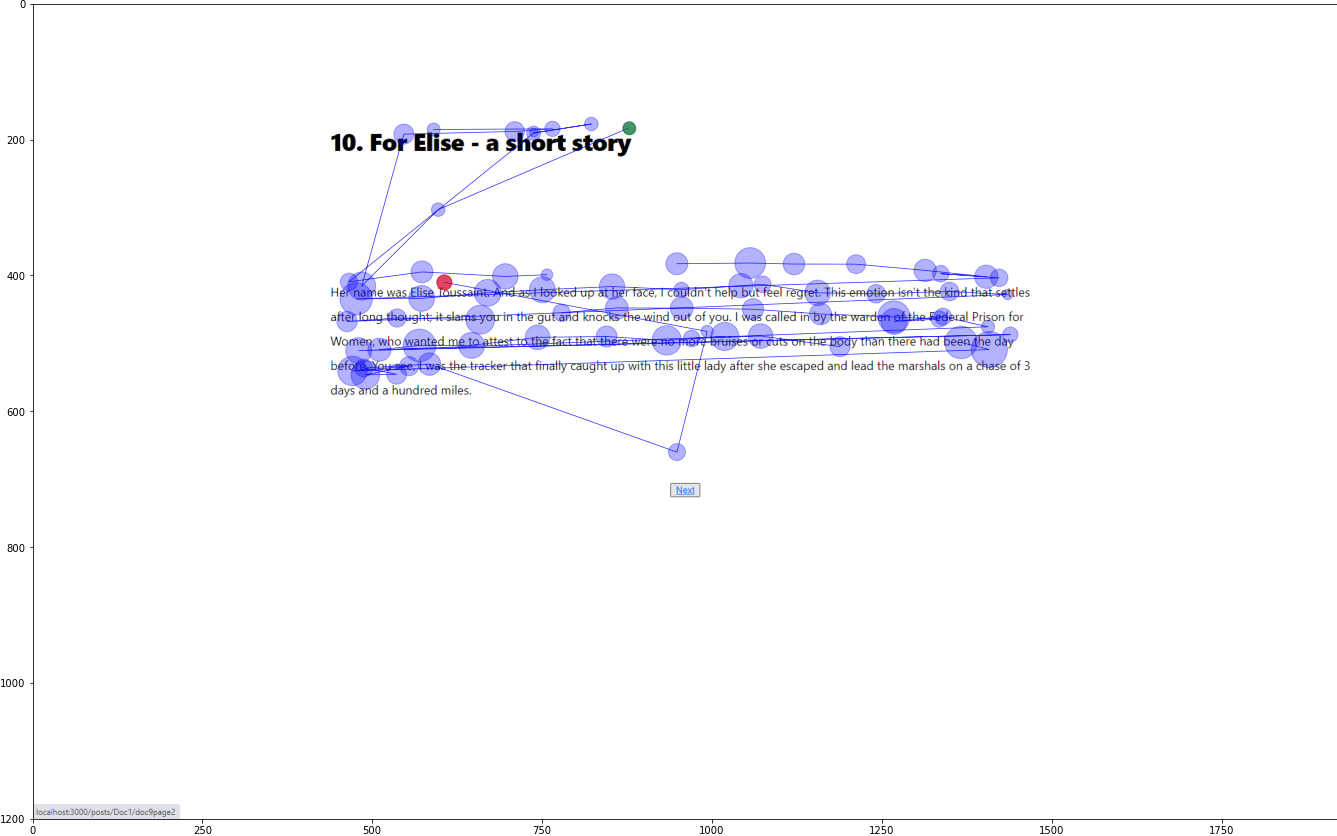 0
200
10. For Elise - a short story
400
Her name was Elise Toussaint. And as I looked up at her face, I couldn't help but feel regret. This emotion isn't the kind that settles
after long thought; it slams you in the gut and knocks the wind out of you. I was called in by the warden of the Federal Prison for
Women, who wanted me to attest to the fact that there were no more bruises or cuts on the body than there had been the day
before. You see, I was the tracker that finally caught up with this little lady after she escaped and lead the marshals on a chase of 3
days and a hundred miles.
600
Next
800
1000
localhost:3000/posts/Doc1/doc9page2
1200
0 250 500 750 1000 1250 1500 1750